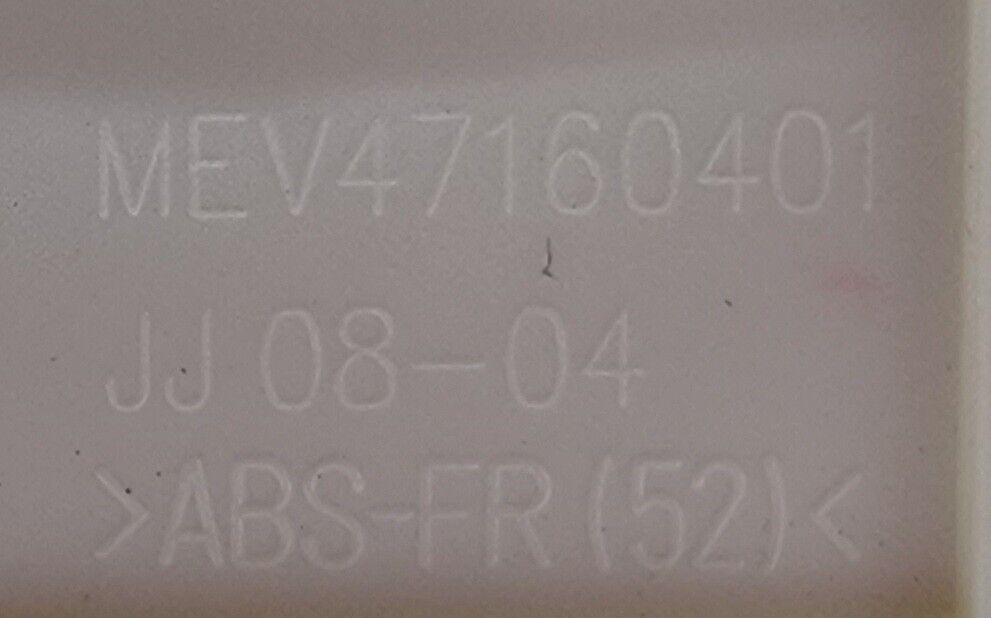 MEV47160401
JJ 08-04
>ABS-FR(52)<